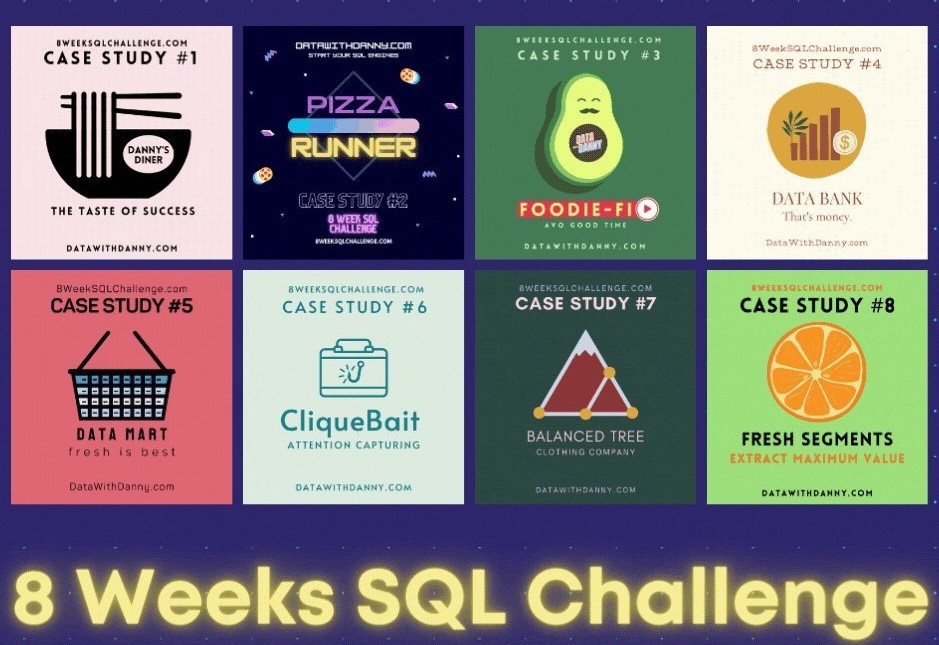 8WEEKSQLCHALLENGE.COM
CASE STUDY #1
DANNY'S
DINER
THE TASTE OF SUCCESS
DATAWITHDANNY.COM
DATAWITHDANNY.COM
START YOUR SQL ENGINES
PIZZA
RUNNER
CASE STUDY #2
8 WEEK SQL
CHALLENGE
8WEEKSQLCHALLENGE.COM
8WEEKSQLCHALLENGE.COM
CASE STUDY #3
DATA
WITH
DANNY
FOODIE-FI
AVO GOOD TIME
DATAWITHDANNY.COM
8WeekSQLChallenge.com
CASE STUDY #4
$
DATA BANK
That's money.
DataWithDanny.com
8WeekSQLChallenge.com
CASE STUDY #5
DATA MART
fresh is best
DataWithDanny.com
8WEEKSQLCHALLENGE.COM
CASE STUDY #6
CliqueBait
ATTENTION CAPTURING
DATAWITHDANNY.COM
8WEEKSQLCHALLENGE.COM
CASE STUDY #7
BALANCED TREE
CLOTHING COMPANY
DATAWITHDANNY.COM
8WEEKSQLCHALLENGE.COM
CASE STUDY #8
FRESH SEGMENTS
EXTRACT MAXIMUM VALUE
DATAWITHDANNY.COM
8 Weeks SQL Challenge